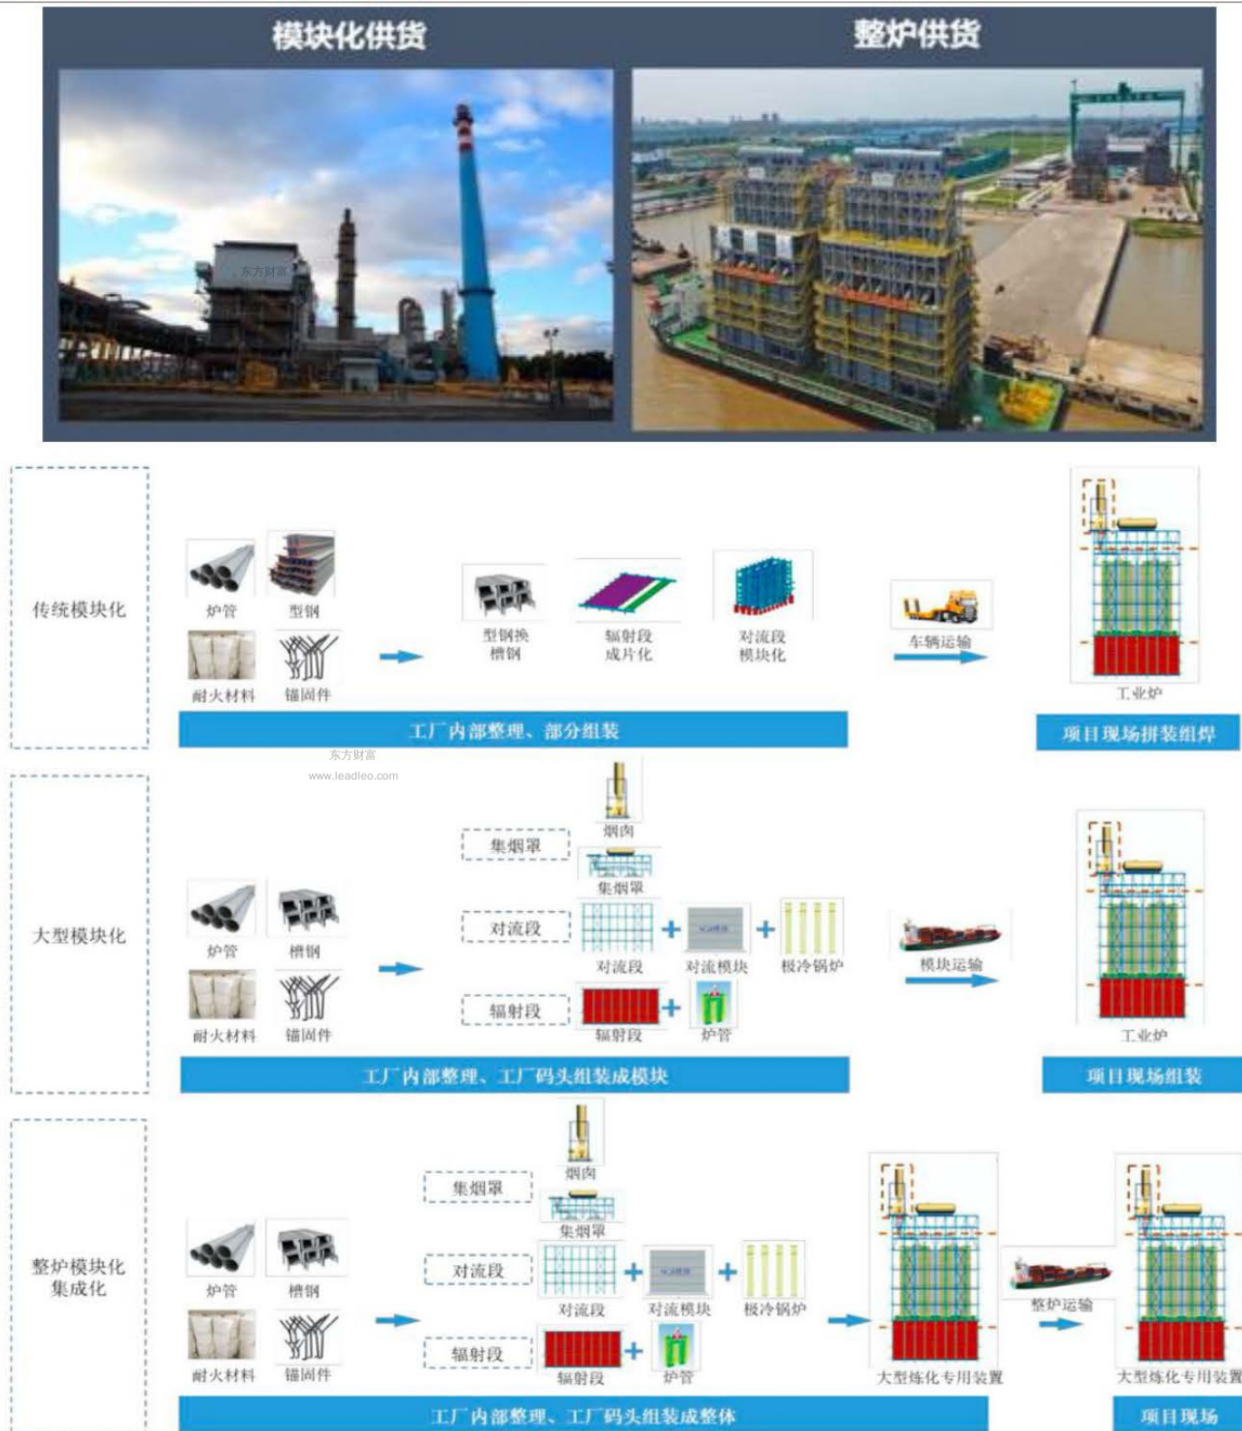 模块化供货
整炉供货
东方财富
传统模块化
炉管
型钢
耐火材料
锚固件
型钢换
槽钢
辐射段
成片化
对流段
模块化
车辆运输
工业炉
工厂内部整理、部分组装
项目现场拼装组焊
东方财富
www.leadleo.com
大型模块化
炉管
槽钢
耐火材料
锚固件
烟囱
集烟罩
集烟罩
对流段
对流段
对流模块
极冷锅炉
辐射段
辐射段
炉管
模块运输
工业炉
工厂内部整理、工厂码头组装成模块
项目现场组装
整炉模块化
集成化
炉管
槽钢
耐火材料
锚固件
烟囱
集烟罩
集烟罩
对流段
对流段
对流模块
极冷锅炉
辐射段
辐射段
炉管
大型炼化专用装置
整炉运输
大型炼化专用装置
工厂内部整理、工厂码头组装成整体
项目现场